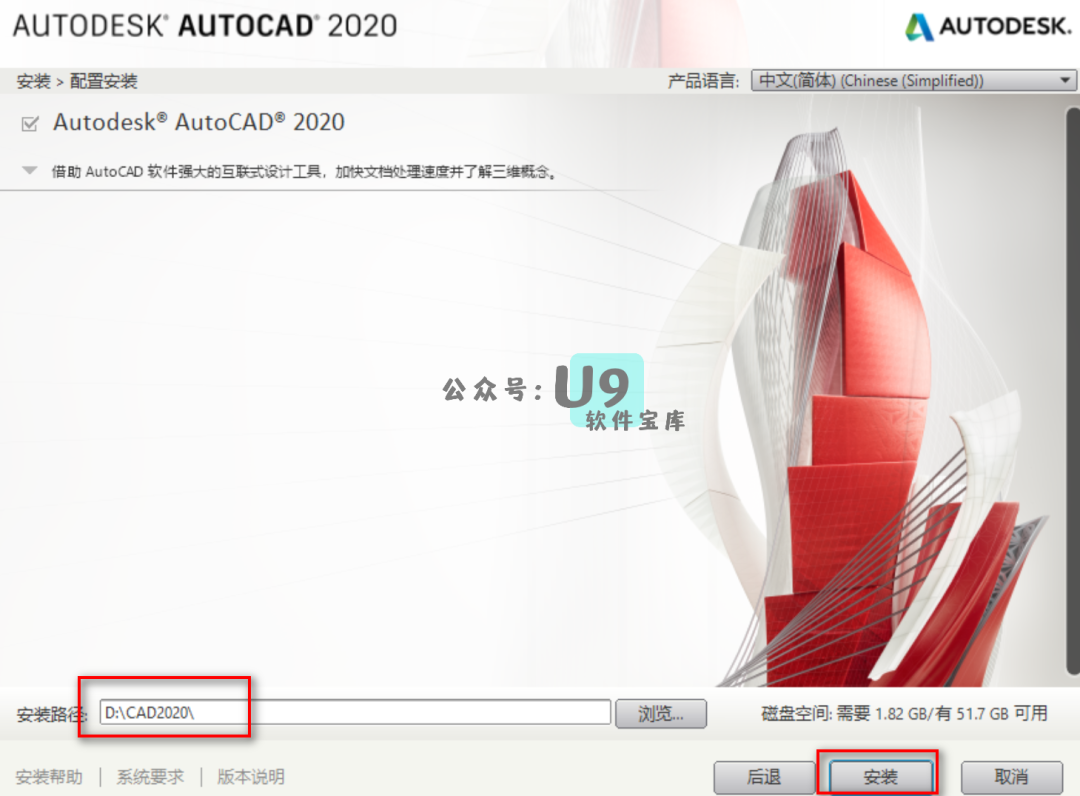 AUTODESK® AUTOCAD® 2020
AUTODESK.
安装 > 配置安装
产品语言: 中文(简体) (Chinese (Simplified))
Autodesk® AutoCAD® 2020
借助 AutoCAD 软件强大的互联式设计工具，加快文档处理速度并了解三维概念。
公众号: U9
软件宝库
安装路径: D:\CAD2020\ 浏览... 磁盘空间: 需要 1.82 GB/有 51.7 GB 可用
安装帮助 | 系统要求 | 版本说明 后退 安装 取消